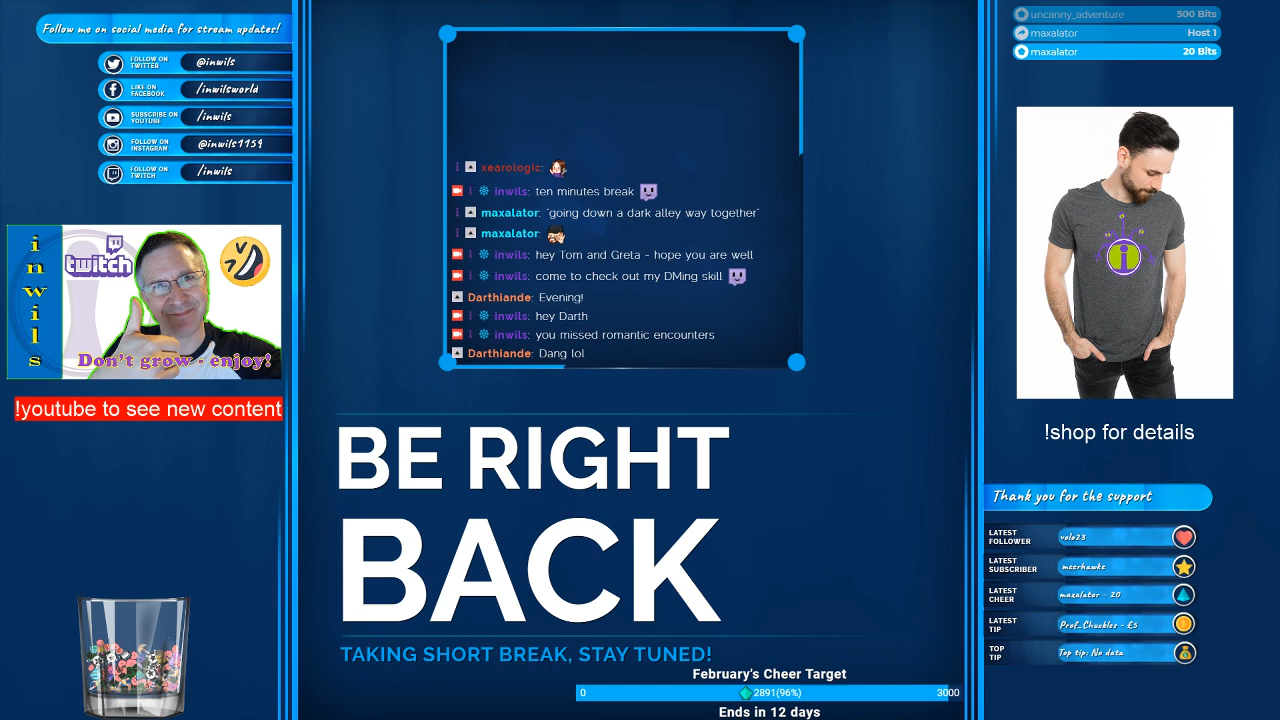 Follow me on social media for stream updates!
FOLLOW ON TWITTER
@inwils
LIKE ON FACEBOOK
/inwilsworld
SUBSCRIBE ON YOUTUBE
/inwils
FOLLOW ON INSTAGRAM
@inwils1159
FOLLOW ON TWITCH
/inwils
inwils
twitch
Don't grow - enjoy!
!youtube to see new content
xearologic:
inwils: ten minutes break
maxalator: "going down a dark alley way together"
maxalator:
inwils: hey Tom and Greta - hope you are well
inwils: come to check out my DMing skill
Darthiande: Evening!
inwils: hey Darth
inwils: you missed romantic encounters
Darthiande: Dang lol
BE RIGHT
BACK
TAKING SHORT BREAK, STAY TUNED!
February's Cheer Target
0 2891(96%) 3000
Ends in 12 days
uncanny_adventure 500 Bits
maxalator Host 1
maxalator 20 Bits
i
!shop for details
Thank you for the support
LATEST FOLLOWER
volo23
LATEST SUBSCRIBER
meerhawke
LATEST CHEER
maxalator - 20
LATEST TIP
Prof_Chuckles - £5
TOP TIP
Top tip: No data